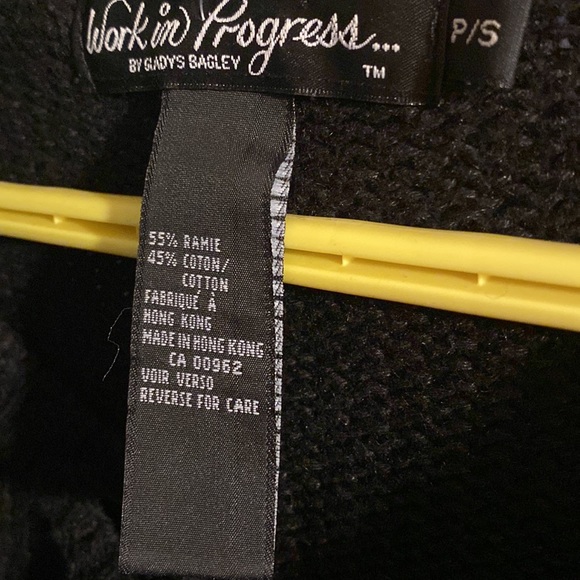 Work in Progress...
BY GLADYS BAGLEY
TM
P/S
55% RAMIE
45% COTON/
COTTON
FABRIQUÉ À
HONG KONG
MADE IN HONG KONG
CA 00962
VOIR VERSO
REVERSE FOR CARE